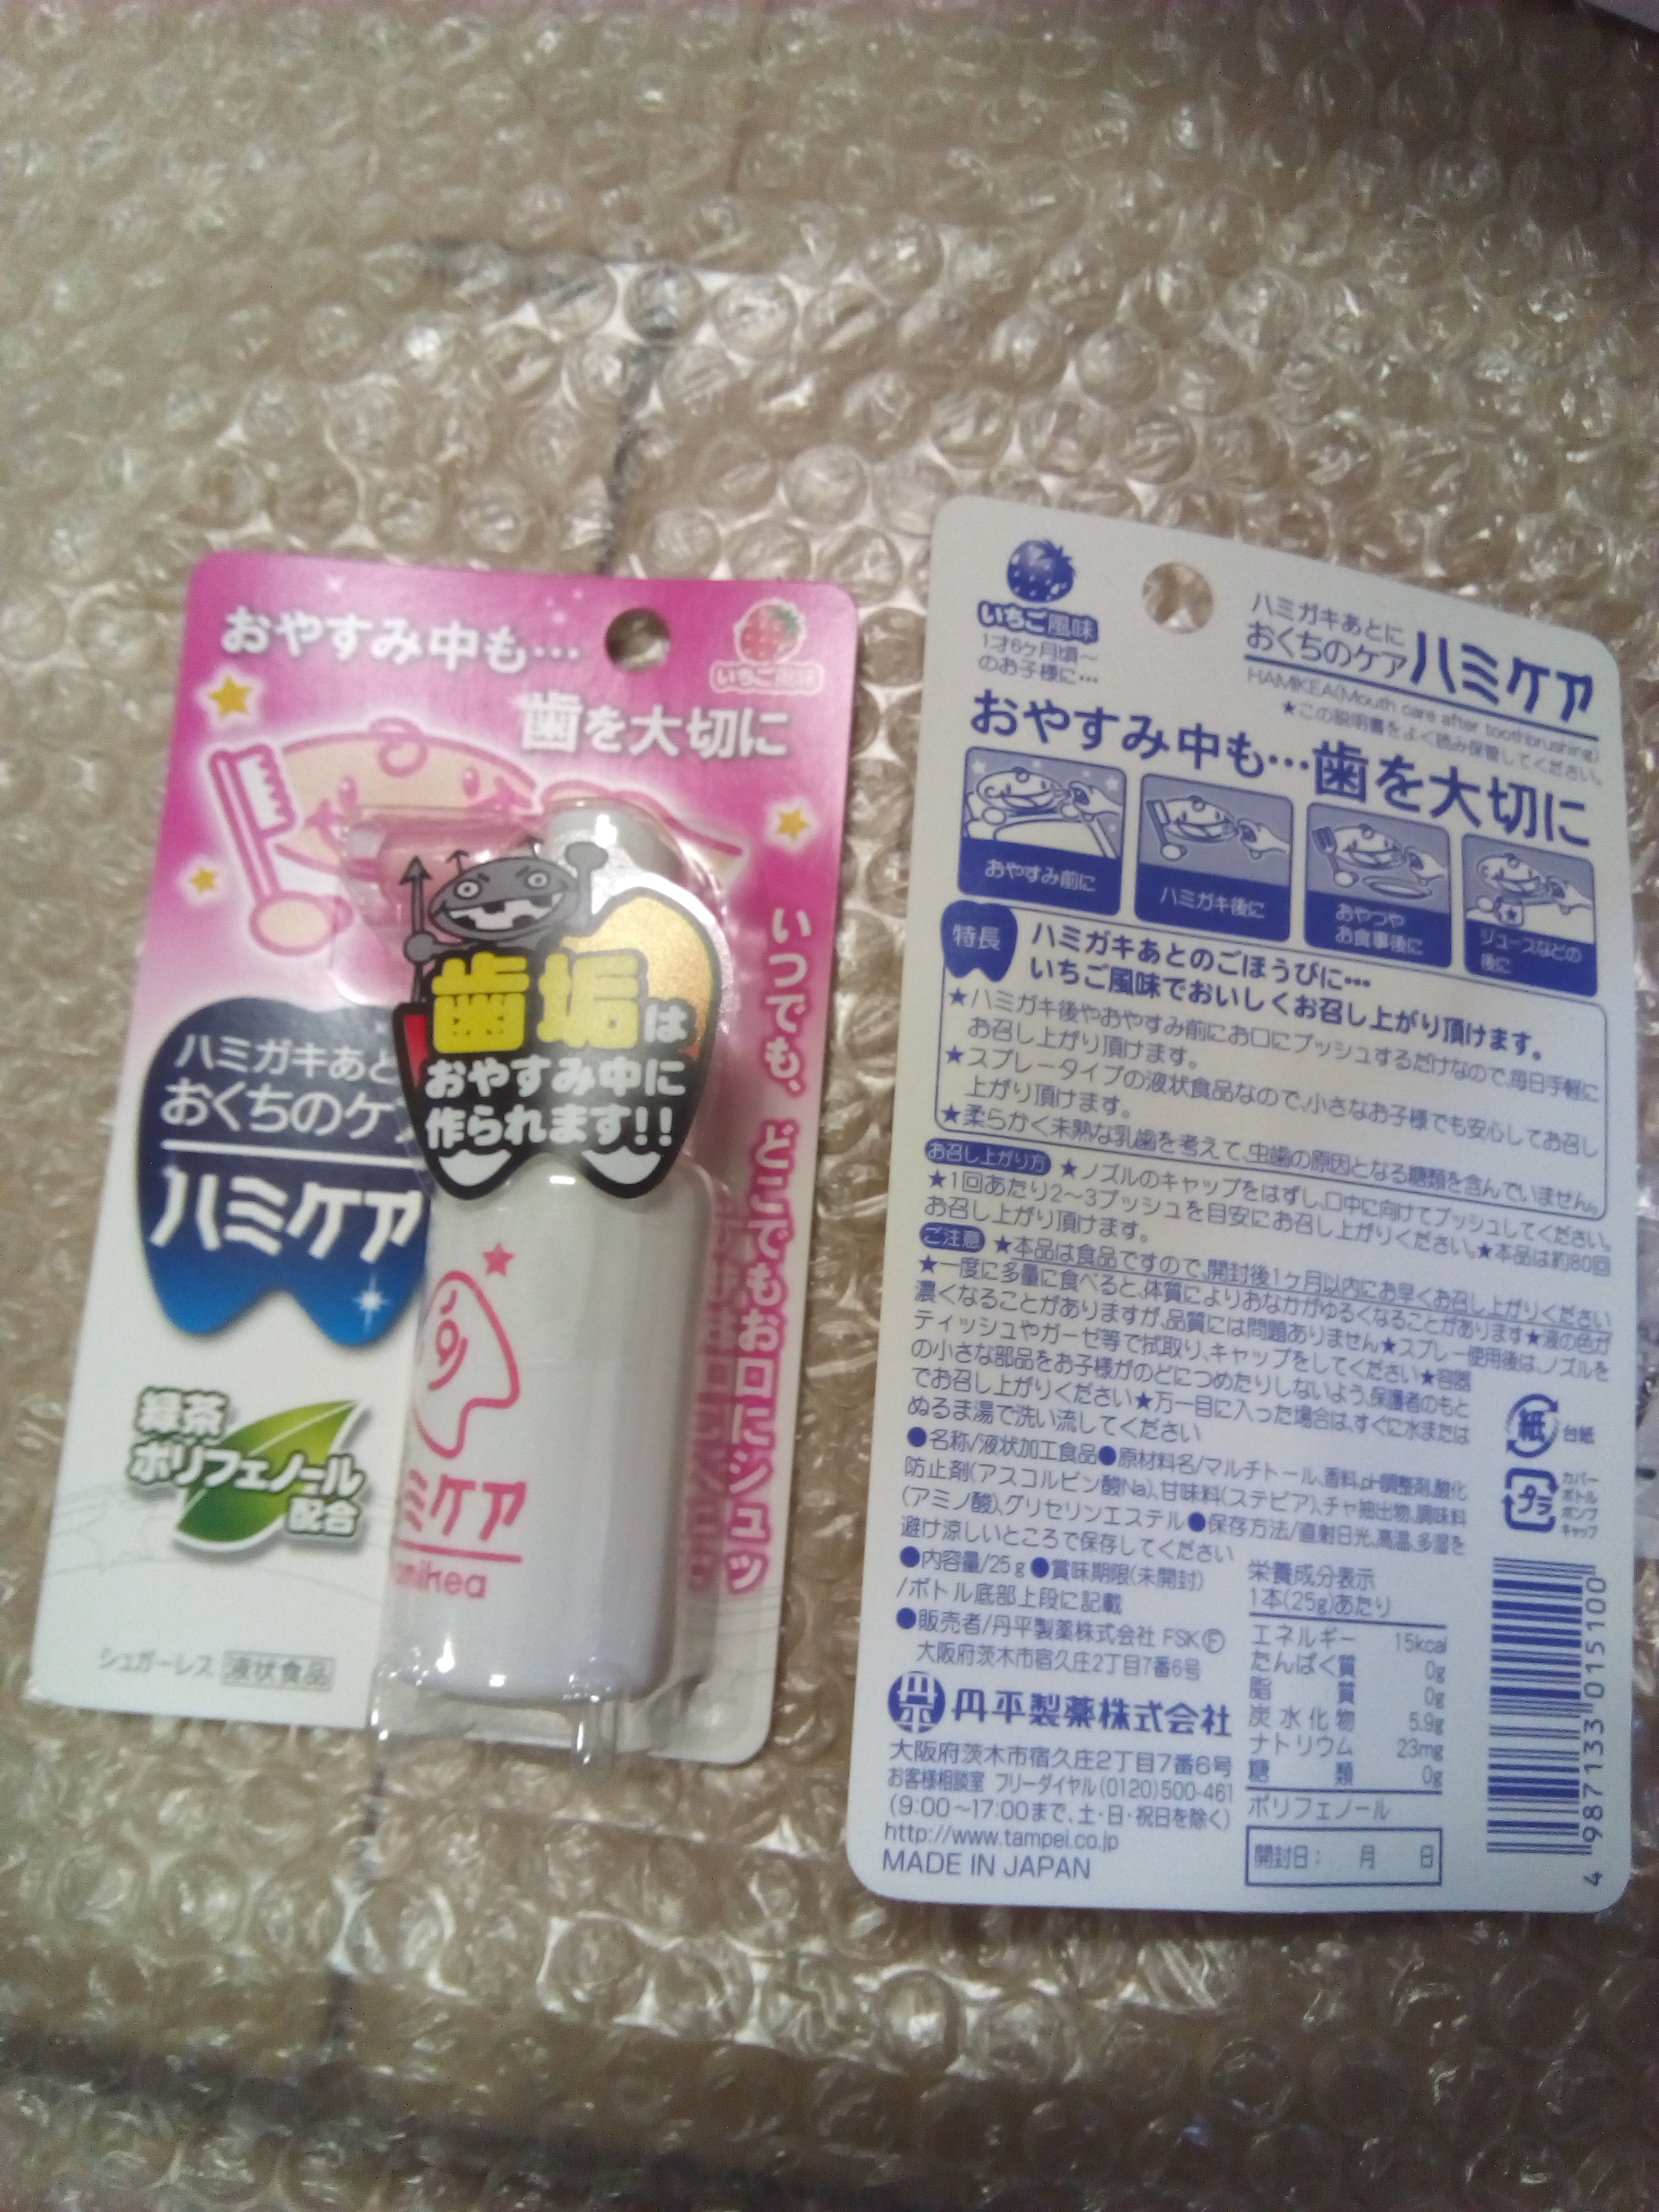 おやすみ中も…
歯を大切に
いちご風味
歯垢は
おやすみ中に
作られます!!
ハミガキあと
おくちのケ
ハミケア
いつでも、どこでもお口にシュッ
緑茶
ポリフェノール
配合
ミケア
amikea
シュガーレス 液状食品
いちご風味
1才6ヶ月頃~
のお子様に…
ハミガキあとに
おくちのケア
ハミケア
HAMIKEA(Mouth care after toothbrushing)
★この説明書をよく読み保管してください。
おやすみ中も…歯を大切に
おやすみ前に
ハミガキ後に
おやつや
お食事後に
ジュースなどの
後に
特長
ハミガキあとのごほうびに…
いちご風味でおいしくお召し上がり頂けます。
★ハミガキ後やおやすみ前にお口にプッシュするだけなので、毎日手軽に
お召し上がり頂けます。
★スプレータイプの液状食品なので、小さなお子様でも安心してお召し
上がり頂けます。
★柔らかく未熟な乳歯を考えて、虫歯の原因となる糖類を含んでいません。
お召し上がり方 ★ノズルのキャップをはずし、口中に向けてプッシュしてください。
★1回あたり2~3プッシュを目安にお召し上がりください。★本品は約80回
お召し上がり頂けます。
ご注意 ★本品は食品ですので、開封後1ヶ月以内にお早くお召し上がりください
★一度に多量に食べると、体質によりおなかがゆるくなることがあります★液の色が
濃くなることがありますが、品質には問題ありません★スプレー使用後は、ノズルを
ティッシュやガーゼ等で拭取り、キャップをしてください★容器
の小さな部品をお子様がのどにつめたりしないよう、保護者のもと
でお召し上がりください★万一目に入った場合は、すぐに水または
ぬるま湯で洗い流してください
●名称/液状加工食品●原材料名/マルチトール、香料、pH調整剤、酸化
防止剤(アスコルビン酸Na)、甘味料(ステビア)、チャ抽出物、調味料
(アミノ酸)、グリセリンエステル●保存方法/直射日光、高温、多湿を
避け涼しいところで保存してください
●内容量/25g●賞味期限(未開封)
/ボトル底部上段に記載
●販売者/丹平製薬株式会社 FSKⒻ
大阪府茨木市宿久庄2丁目7番6号
丹平製薬株式会社
大阪府茨木市宿久庄2丁目7番6号
お客様相談室 フリーダイヤル(0120)500-461
(9:00~17:00まで、土・日・祝日を除く)
http://www.tampei.co.jp
MADE IN JAPAN
栄養成分表示
1本(25g)あたり
エネルギー 15kcal
たんぱく質 0g
脂質 0g
炭水化物 5.9g
ナトリウム 23mg
糖類 0g
ポリフェノール
開封日: 月 日
紙 台紙
プラ
カバー
ボトル
ポンプ
キャップ
4 987133 015100